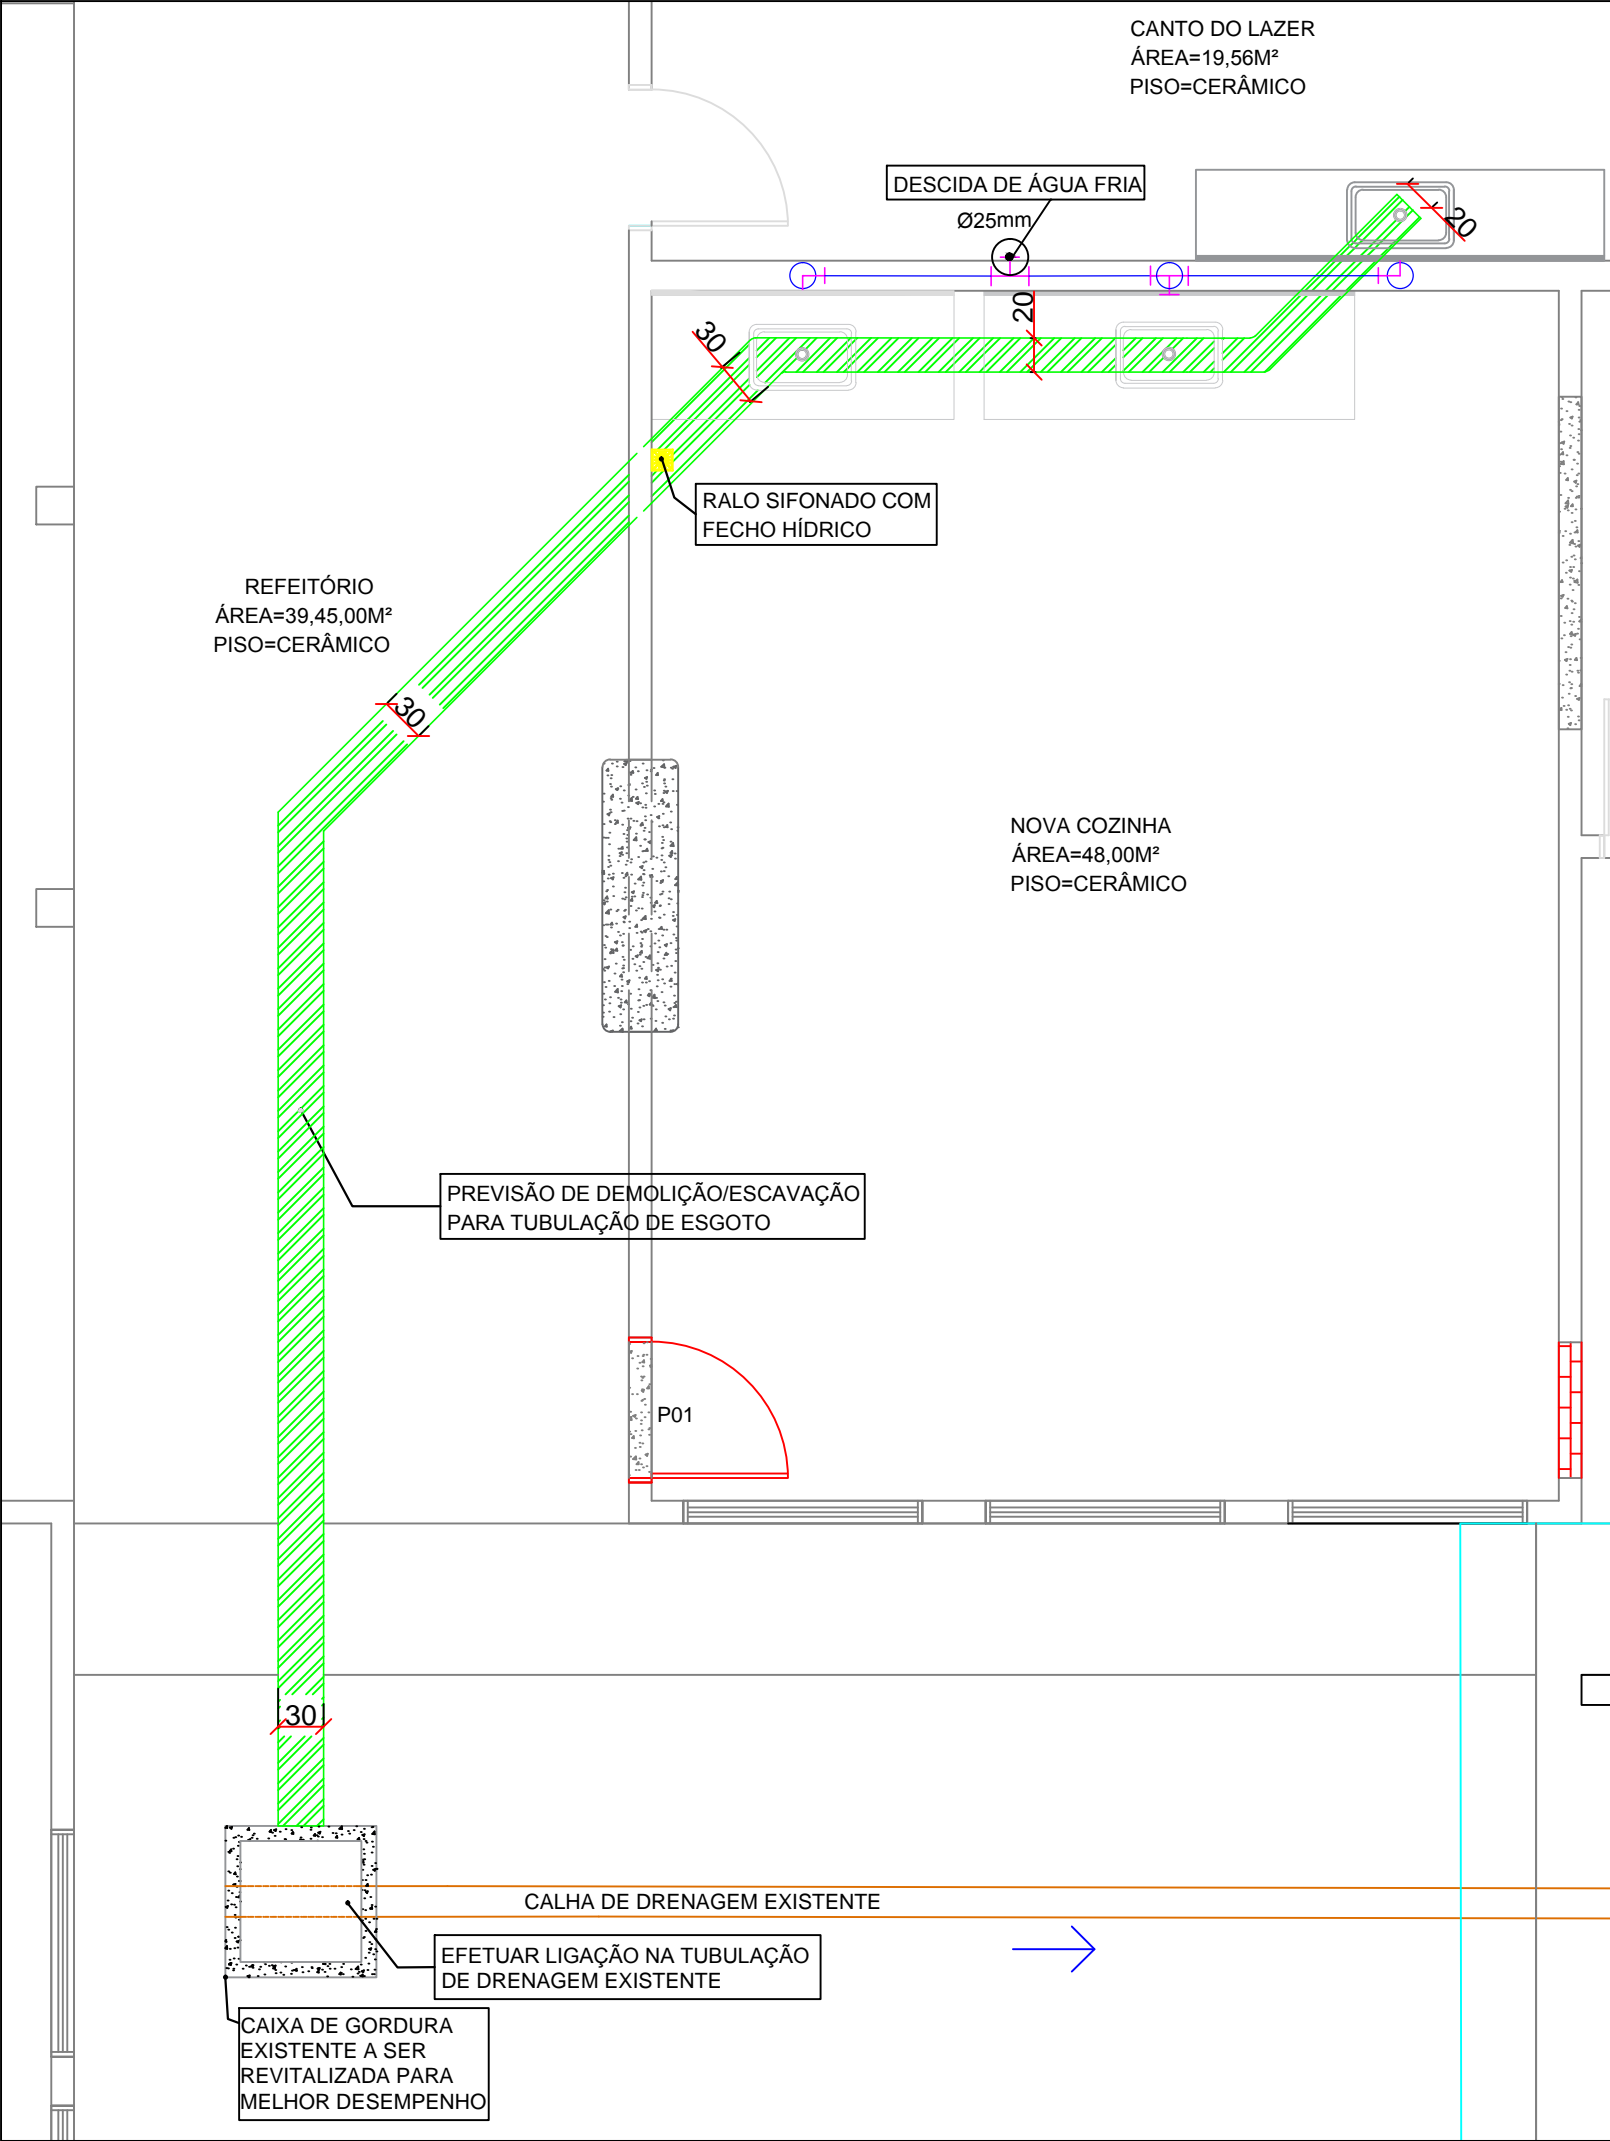 CANTO DO LAZER
ÁREA=19,56M²
PISO=CERÂMICO
DESCIDA DE ÁGUA FRIA
Ø25mm
20
20
30
RALO SIFONADO COM
FECHO HÍDRICO
REFEITÓRIO
ÁREA=39,45,00M²
PISO=CERÂMICO
30
NOVA COZINHA
ÁREA=48,00M²
PISO=CERÂMICO
PREVISÃO DE DEMOLIÇÃO/ESCAVAÇÃO
PARA TUBULAÇÃO DE ESGOTO
P01
30
CALHA DE DRENAGEM EXISTENTE
EFETUAR LIGAÇÃO NA TUBULAÇÃO
DE DRENAGEM EXISTENTE
CAIXA DE GORDURA
EXISTENTE A SER
REVITALIZADA PARA
MELHOR DESEMPENHO